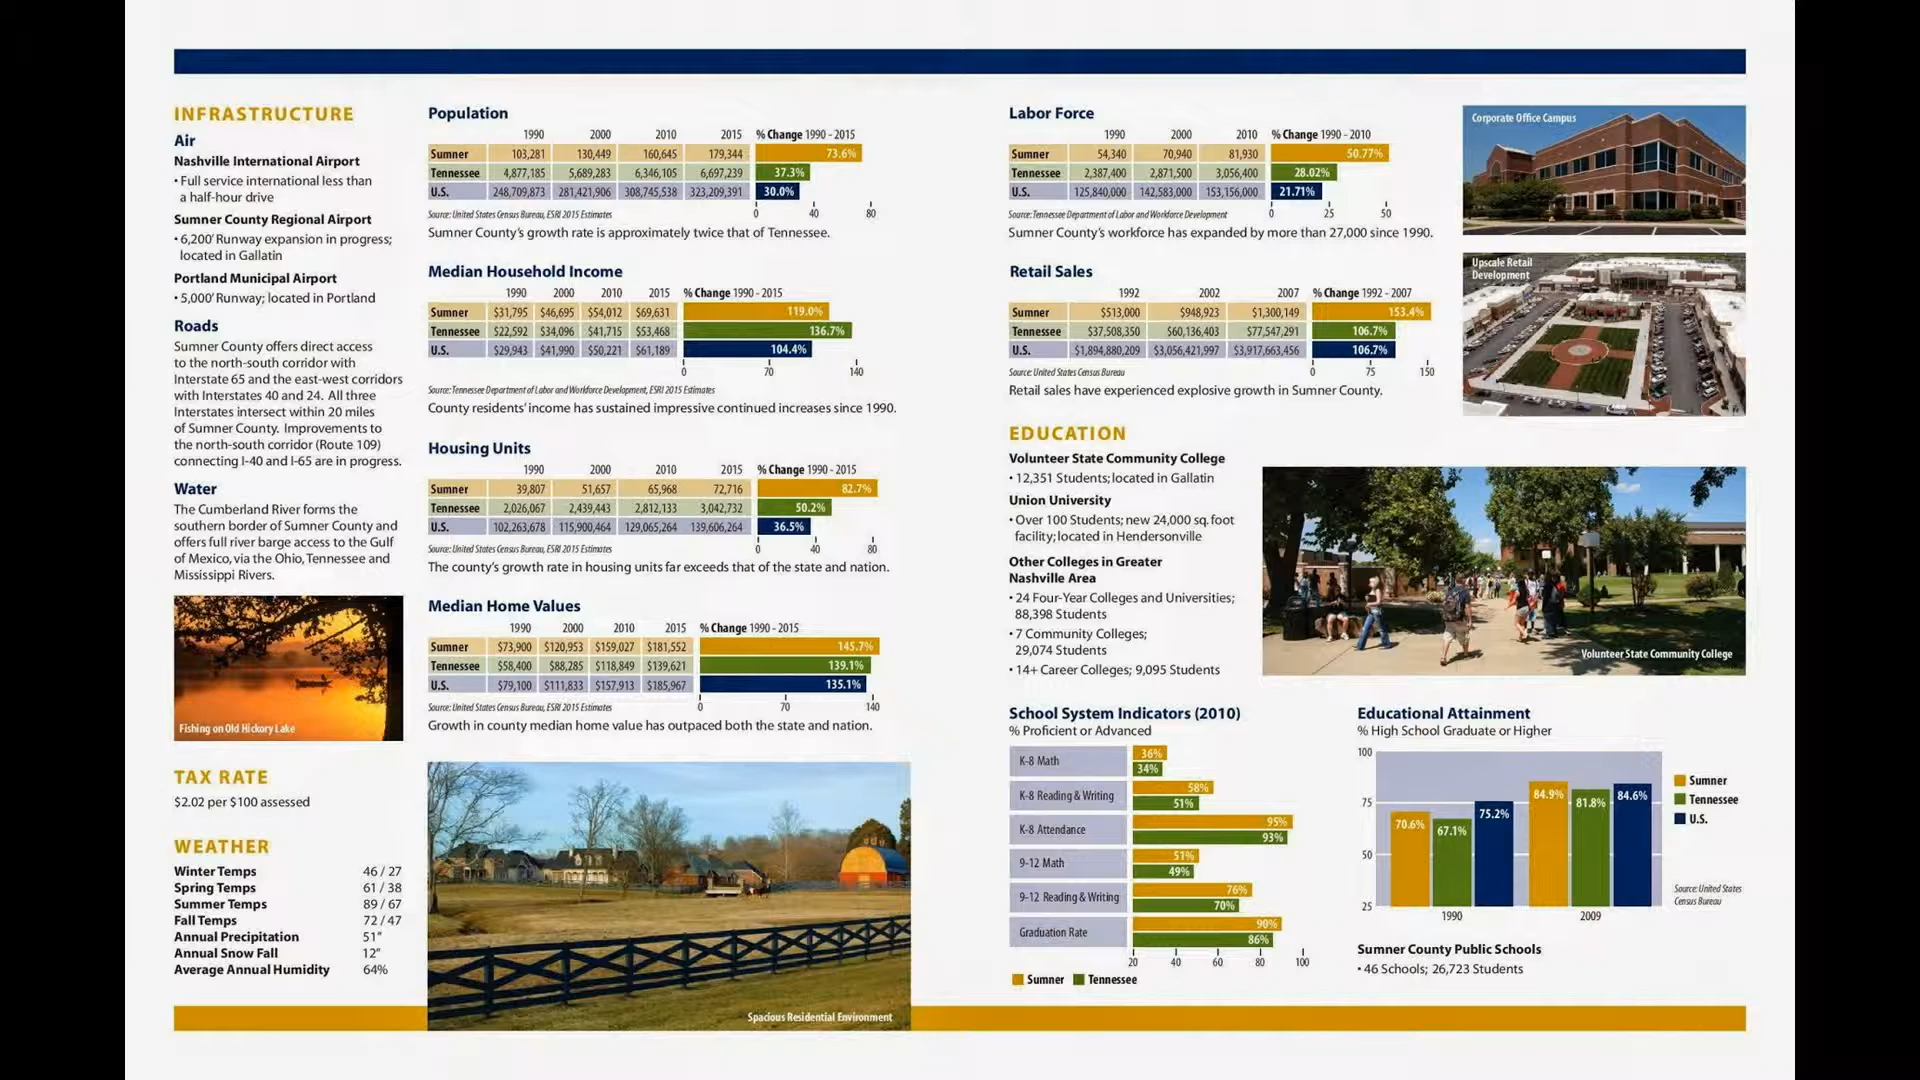 INFRASTRUCTURE
Air
Nashville International Airport
• Full service international less than
a half-hour drive
Sumner County Regional Airport
• 6,200' Runway expansion in progress;
located in Gallatin
Portland Municipal Airport
• 5,000' Runway; located in Portland
Roads
Sumner County offers direct access
to the north-south corridor with
Interstate 65 and the east-west corridors
with Interstates 40 and 24. All three
Interstates intersect within 20 miles
of Sumner County. Improvements to
the north-south corridor (Route 109)
connecting I-40 and I-65 are in progress.
Water
The Cumberland River forms the
southern border of Sumner County and
offers full river barge access to the Gulf
of Mexico, via the Ohio, Tennessee and
Mississippi Rivers.
Fishing on Old Hickory Lake
TAX RATE
$2.02 per $100 assessed
WEATHER
Winter Temps 46 / 27
Spring Temps 61 / 38
Summer Temps 89 / 67
Fall Temps 72 / 47
Annual Precipitation 51"
Annual Snow Fall 12"
Average Annual Humidity 64%
Population
1990 2000 2010 2015 % Change 1990 - 2015
Sumner 103,281 130,449 160,645 179,344 73.6%
Tennessee 4,877,185 5,689,283 6,346,105 6,697,239 37.3%
U.S. 248,709,873 281,421,906 308,745,538 323,209,391 30.0%
0 40 80
Source: United States Census Bureau, ESRI 2015 Estimates
Sumner County's growth rate is approximately twice that of Tennessee.
Median Household Income
1990 2000 2010 2015 % Change 1990 - 2015
Sumner $31,795 $46,695 $54,012 $69,631 119.0%
Tennessee $22,592 $34,096 $41,715 $53,468 136.7%
U.S. $29,943 $41,990 $50,221 $61,189 104.4%
0 70 140
Source: Tennessee Department of Labor and Workforce Development, ESRI 2015 Estimates
County residents' income has sustained impressive continued increases since 1990.
Housing Units
1990 2000 2010 2015 % Change 1990 - 2015
Sumner 39,807 51,657 65,968 72,716 82.7%
Tennessee 2,026,067 2,439,443 2,812,133 3,042,732 50.2%
U.S. 102,263,678 115,900,464 129,065,264 139,606,264 36.5%
0 40 80
Source: United States Census Bureau, ESRI 2015 Estimates
The county's growth rate in housing units far exceeds that of the state and nation.
Median Home Values
1990 2000 2010 2015 % Change 1990 - 2015
Sumner $73,900 $120,953 $159,027 $181,552 145.7%
Tennessee $58,400 $88,285 $118,849 $139,621 139.1%
U.S. $79,100 $111,833 $157,913 $185,967 135.1%
0 70 140
Source: United States Census Bureau, ESRI 2015 Estimates
Growth in county median home value has outpaced both the state and nation.
Spacious Residential Environment
Labor Force
1990 2000 2010 % Change 1990 - 2010
Sumner 54,340 70,940 81,930 50.77%
Tennessee 2,387,400 2,871,500 3,056,400 28.02%
U.S. 125,840,000 142,583,000 153,156,000 21.71%
0 25 50
Source: Tennessee Department of Labor and Workforce Development
Sumner County's workforce has expanded by more than 27,000 since 1990.
Retail Sales
1992 2002 2007 % Change 1992 - 2007
Sumner $513,000 $948,923 $1,300,149 153.4%
Tennessee $37,508,350 $60,136,403 $77,547,291 106.7%
U.S. $1,894,880,209 $3,056,421,997 $3,917,663,456 106.7%
0 75 150
Source: United States Census Bureau
Retail sales have experienced explosive growth in Sumner County.
Corporate Office Campus
Upscale Retail
Development
EDUCATION
Volunteer State Community College
• 12,351 Students; located in Gallatin
Union University
• Over 100 Students; new 24,000 sq. foot
facility; located in Hendersonville
Other Colleges in Greater
Nashville Area
• 24 Four-Year Colleges and Universities;
88,398 Students
• 7 Community Colleges;
29,074 Students
• 14+ Career Colleges; 9,095 Students
Volunteer State Community College
School System Indicators (2010)
% Proficient or Advanced
K-8 Math 36% 34%
K-8 Reading & Writing 58% 51%
K-8 Attendance 95% 93%
9-12 Math 51% 49%
9-12 Reading & Writing 76% 70%
Graduation Rate 90% 86%
20 40 60 80 100
Sumner Tennessee
Educational Attainment
% High School Graduate or Higher
100
75
50
25
70.6% 67.1% 75.2% 84.9% 81.8% 84.6%
1990 2009
Sumner
Tennessee
U.S.
Source: United States
Census Bureau
Sumner County Public Schools
• 46 Schools; 26,723 Students